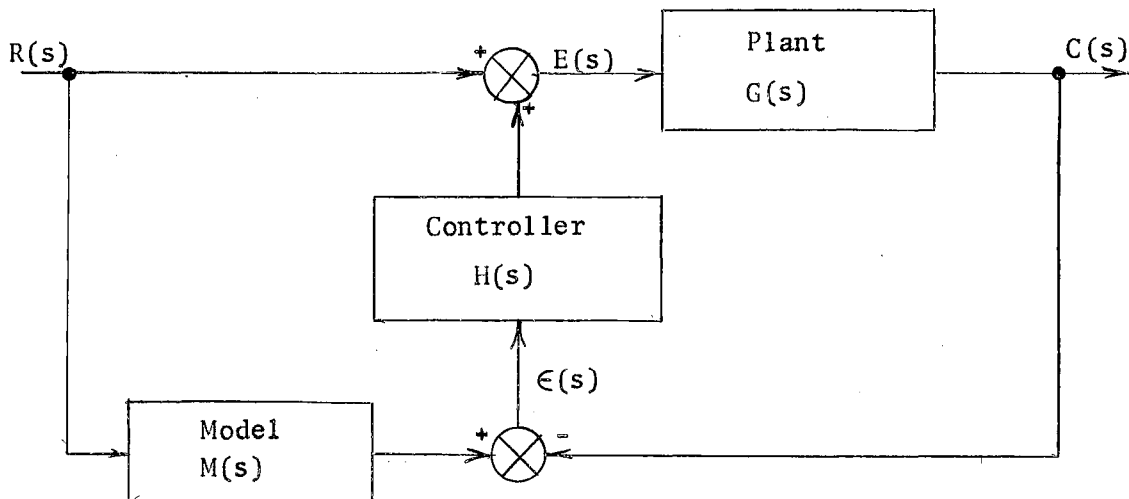 R(s)
+
E(s)
Plant
G(s)
C(s)
+
Controller
H(s)
∈(s)
Model
M(s)
+
-